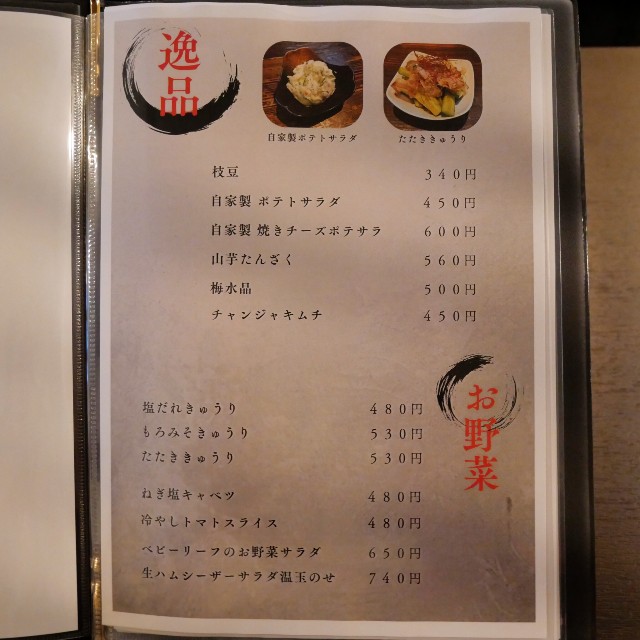 逸品
自家製ポテトサラダ
たたききゅうり
枝豆 340円
自家製 ポテトサラダ 450円
自家製 焼きチーズポテサラ 600円
山芋たんざく 560円
梅水晶 500円
チャンジャキムチ 450円
お野菜
塩だれきゅうり 480円
もろみそきゅうり 530円
たたききゅうり 530円
ねぎ塩キャベツ 480円
冷やしトマトスライス 480円
ベビーリーフのお野菜サラダ 650円
生ハムシーザーサラダ温玉のせ 740円